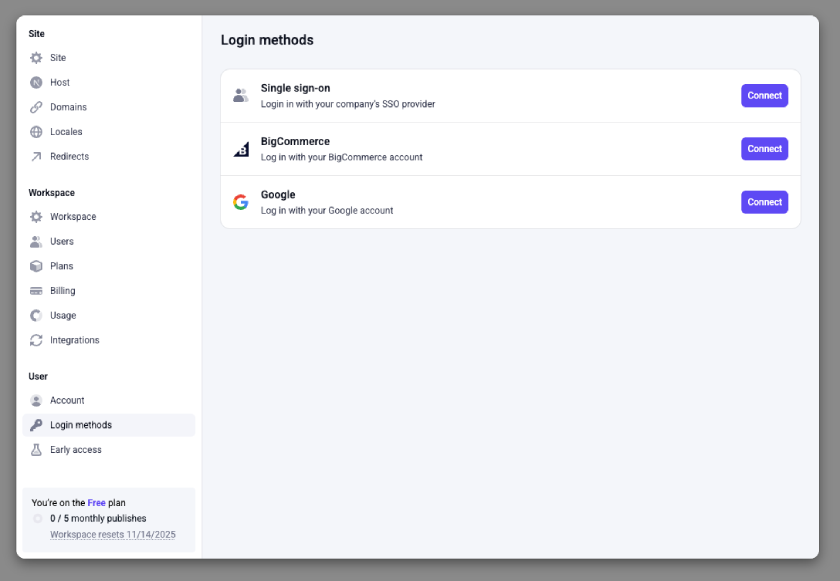 Site
Site
Host
Domains
Locales
Redirects
Workspace
Workspace
Users
Plans
Billing
Usage
Integrations
User
Account
Login methods
Early access
You're on the Free plan
0 / 5 monthly publishes
Workspace resets 11/14/2025
Login methods
Single sign-on
Login in with your company's SSO provider
Connect
BigCommerce
Log in with your BigCommerce account
Connect
Google
Log in with your Google account
Connect